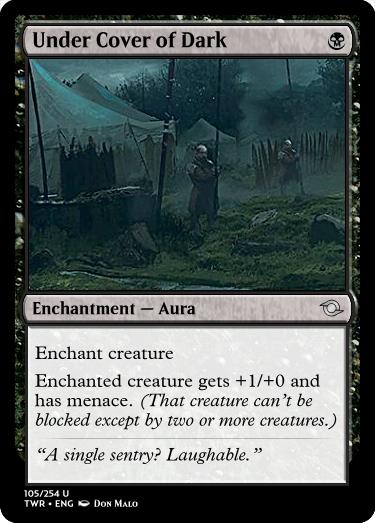 Under Cover of Dark
Enchantment — Aura
Enchant creature
Enchanted creature gets +1/+0 and
has menace. (That creature can't be
blocked except by two or more creatures.)
"A single sentry? Laughable."
105/254 U
TWR • ENG Don Malo